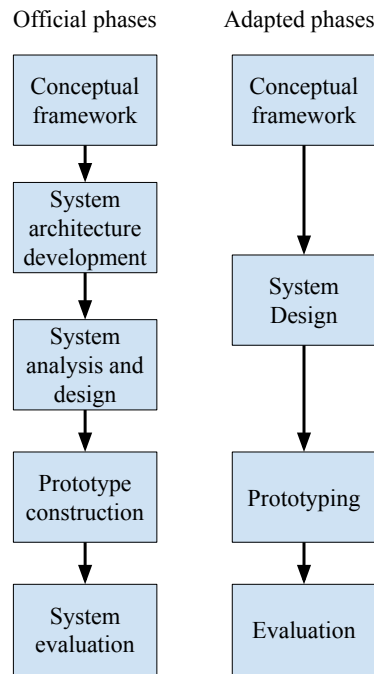 Official phases
Conceptual
framework
System
architecture
development
System
analysis and
design
Prototype
construction
System
evaluation
Adapted phases
Conceptual
framework
System
Design
Prototyping
Evaluation